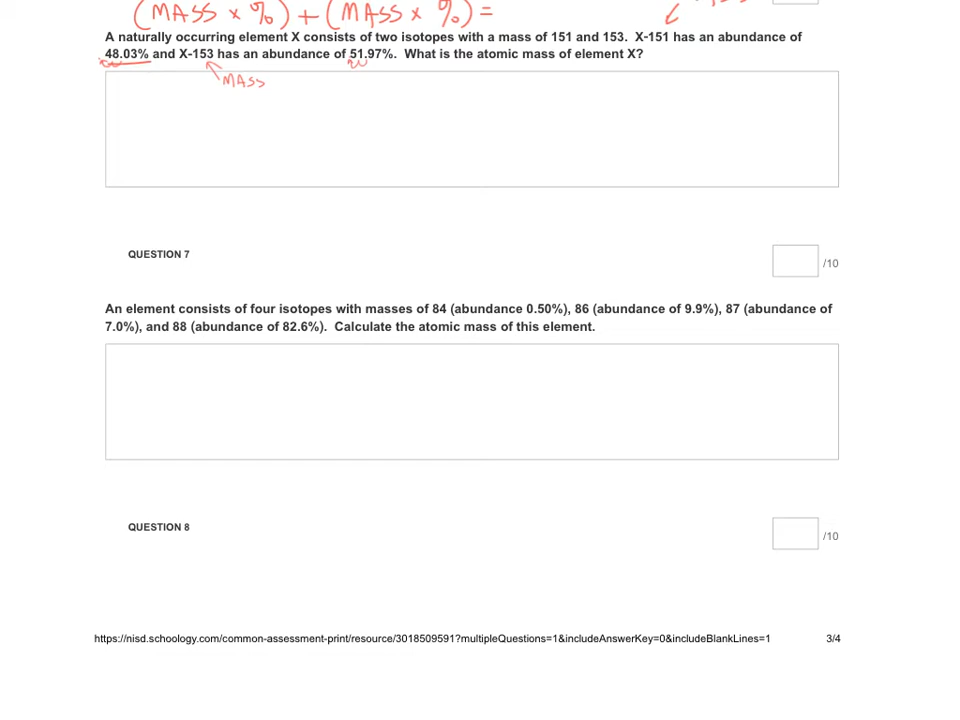 (MASS x %) + (MASS x %) =
A naturally occurring element X consists of two isotopes with a mass of 151 and 153. X-151 has an abundance of
48.03% and X-153 has an abundance of 51.97%. What is the atomic mass of element X?
MASS
QUESTION 7
/10
An element consists of four isotopes with masses of 84 (abundance 0.50%), 86 (abundance of 9.9%), 87 (abundance of
7.0%), and 88 (abundance of 82.6%). Calculate the atomic mass of this element.
QUESTION 8
/10
https://nisd.schoology.com/common-assessment-print/resource/3018509591?multipleQuestions=1&includeAnswerKey=0&includeBlankLines=1 3/4